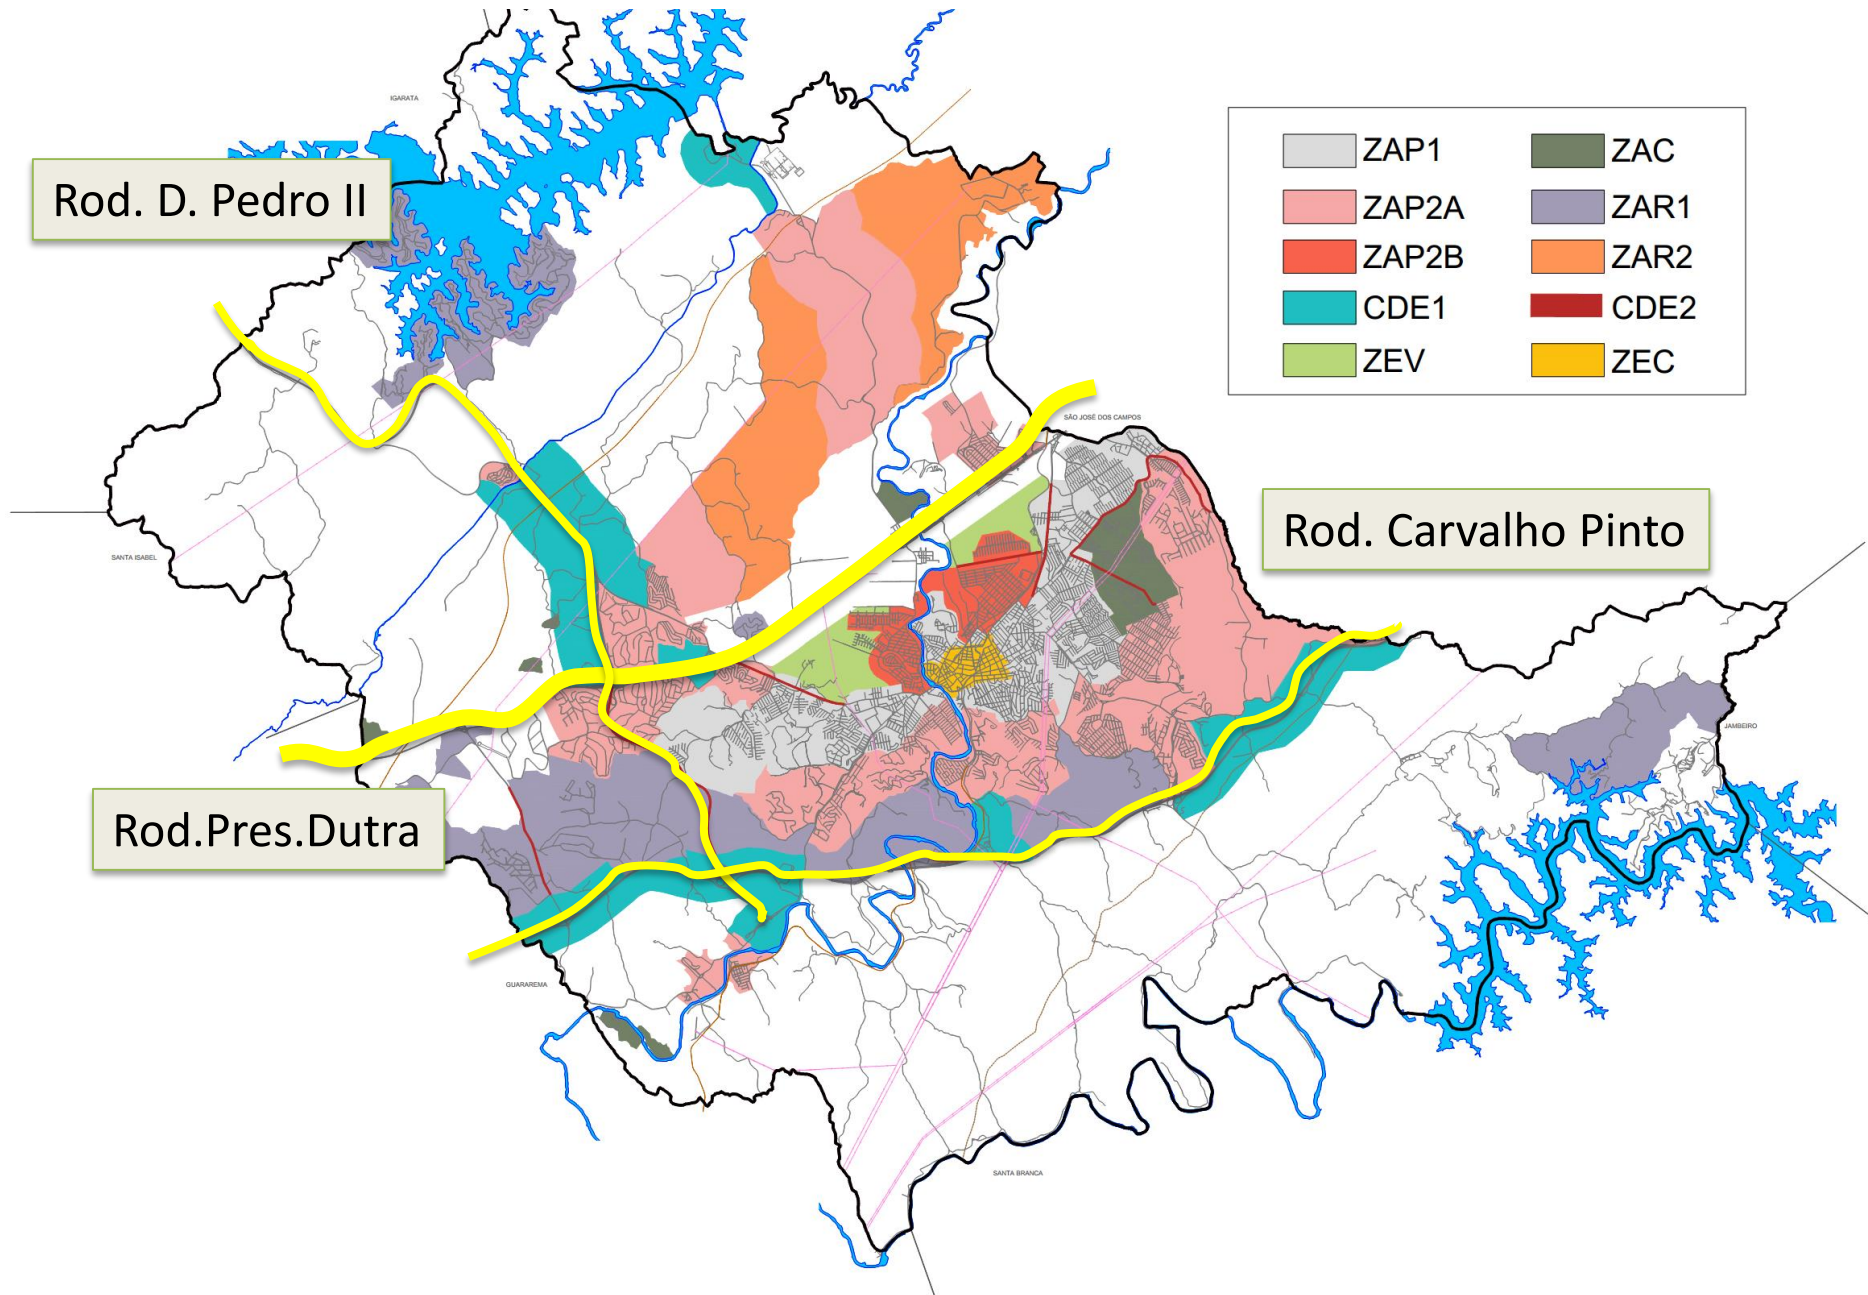 IGARATÁ
Rod. D. Pedro II
ZAP1
ZAC
ZAP2A
ZAR1
ZAP2B
ZAR2
CDE1
CDE2
ZEV
ZEC
SÃO JOSÉ DOS CAMPOS
Rod. Carvalho Pinto
SANTA ISABEL
JAMBEIRO
Rod.Pres.Dutra
GUARAREMA
SANTA BRANCA